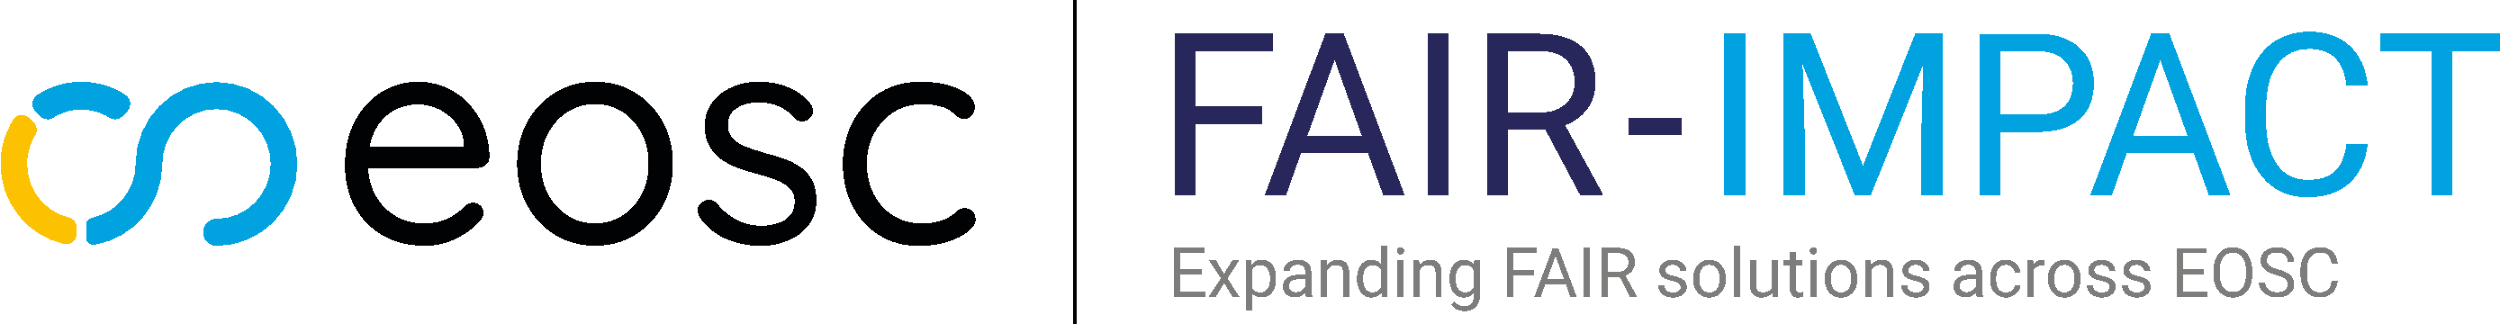 eosc
FAIR-IMPACT
Expanding FAIR solutions across EOSC